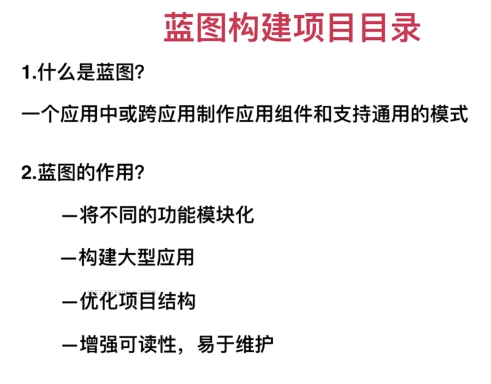 蓝图构建项目目录
1.什么是蓝图?
一个应用中或跨应用制作应用组件和支持通用的模式
2.蓝图的作用?
—将不同的功能模块化
—构建大型应用
—优化项目结构
—增强可读性，易于维护